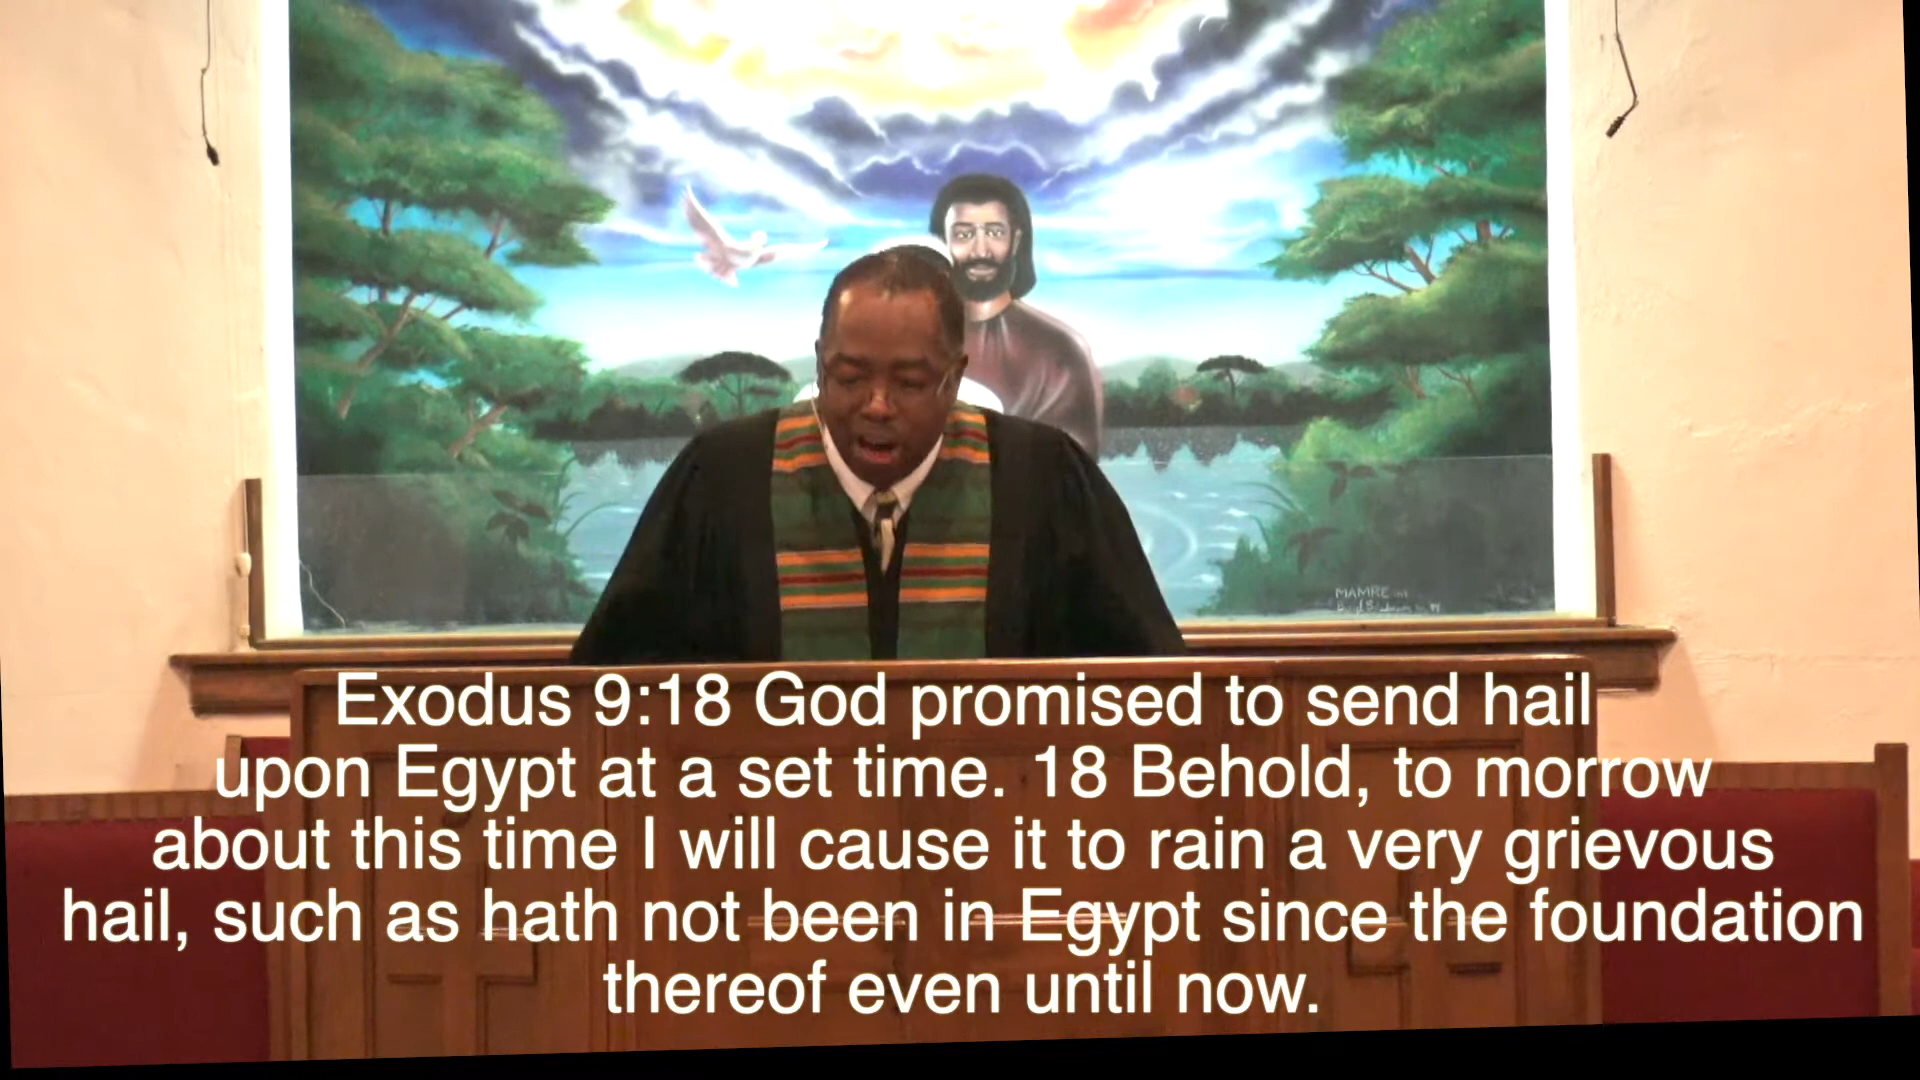 MAMRE
Exodus 9:18 God promised to send hail
upon Egypt at a set time. 18 Behold, to morrow
about this time I will cause it to rain a very grievous
hail, such as hath not been in Egypt since the foundation
thereof even until now.